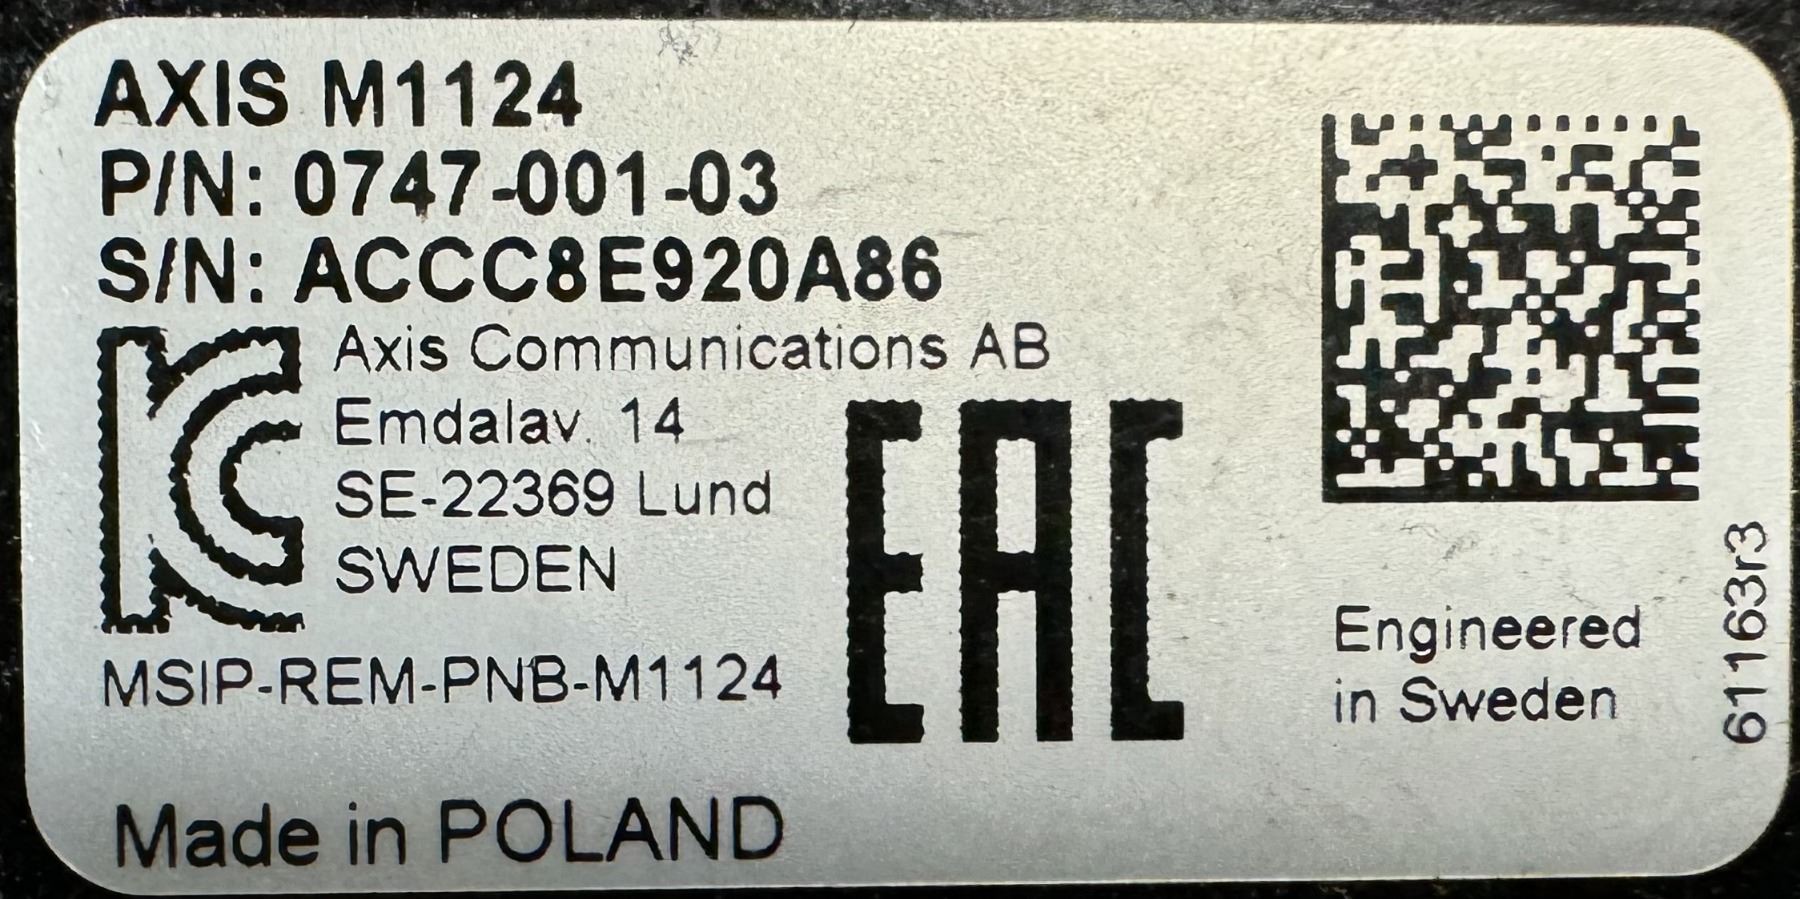 AXIS M1124
P/N: 0747-001-03
S/N: ACCC8E920A86
Axis Communications AB
Emdalav. 14
SE-22369 Lund
SWEDEN
MSIP-REM-PNB-M1124
EAC
Engineered
in Sweden
61163r3
Made in POLAND